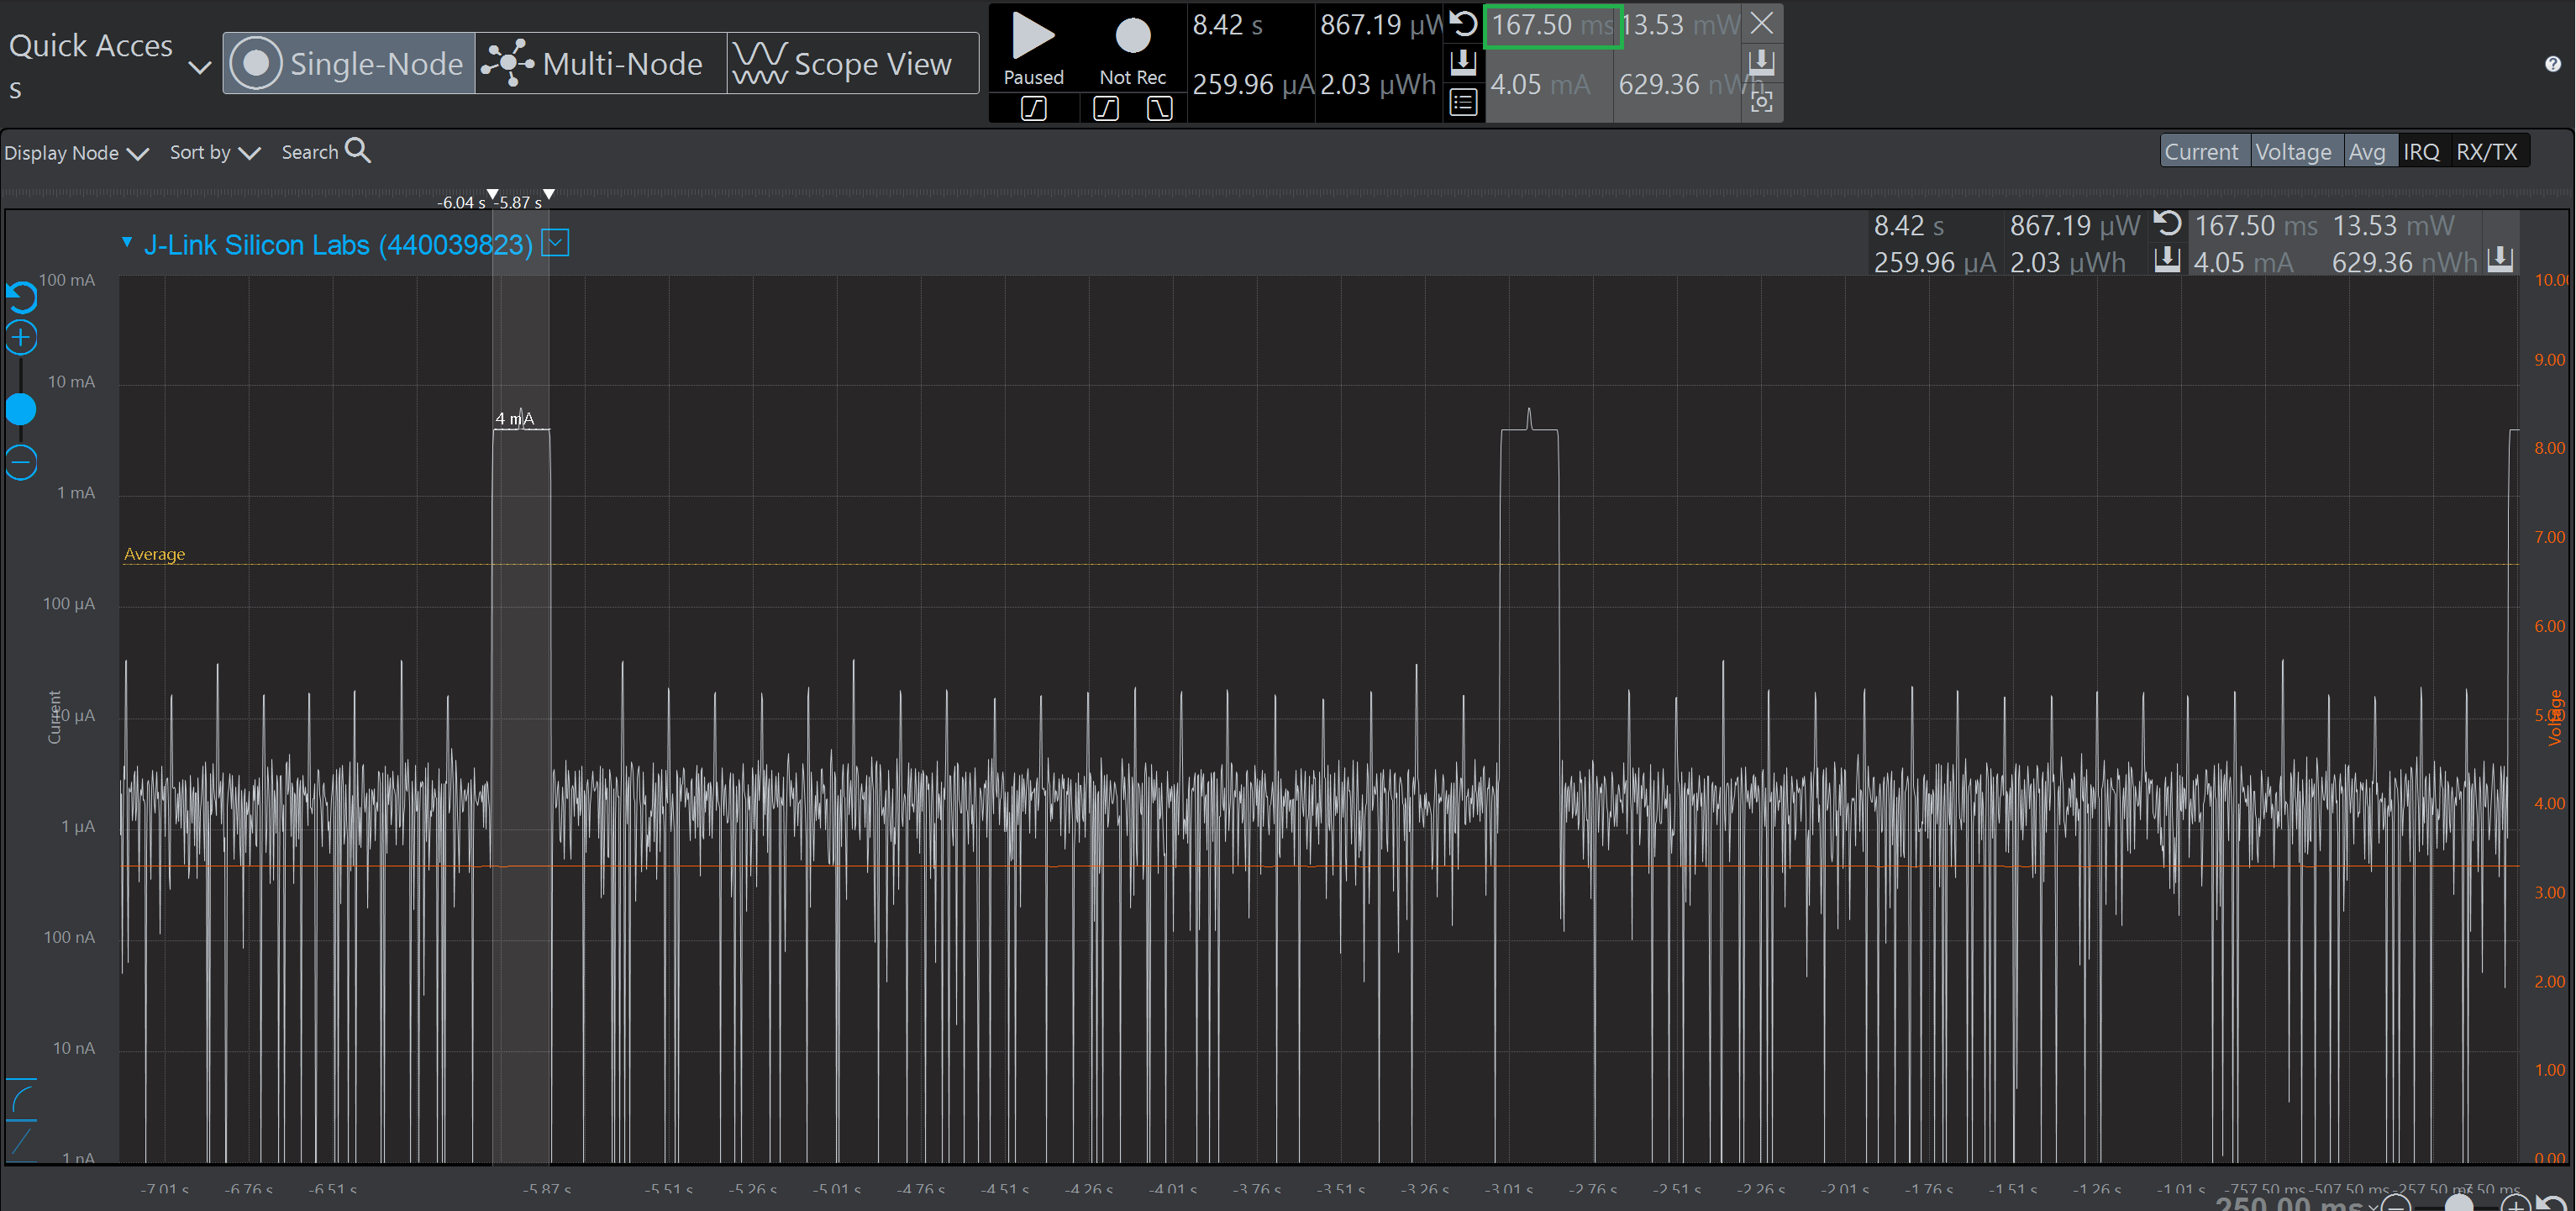 Quick Acces
s
Single-Node
Multi-Node
Scope View
Paused
Not Rec
8.42 s
867.19 µW
259.96 µA
2.03 µWh
167.50 ms
13.53 mW
4.05 mA
629.36 nWh
Display Node
Sort by
Search
Current
Voltage
Avg
IRQ
RX/TX
-6.04 s
-5.87 s
J-Link Silicon Labs (440039823)
8.42 s
867.19 µW
167.50 ms
13.53 mW
259.96 µA
2.03 µWh
4.05 mA
629.36 nWh
100 mA
10 mA
1 mA
100 µA
10 µA
1 µA
100 nA
10 nA
1 nA
Current
4 mA
Average
10.00
9.00
8.00
7.00
6.00
5.00
4.00
3.00
2.00
1.00
0.00
Voltage
-7.01 s
-6.76 s
-6.51 s
-5.87 s
-5.51 s
-5.26 s
-5.01 s
-4.76 s
-4.51 s
-4.26 s
-4.01 s
-3.76 s
-3.51 s
-3.26 s
-3.01 s
-2.76 s
-2.51 s
-2.26 s
-2.01 s
-1.76 s
-1.51 s
-1.26 s
-1.01 s
-757.50 ms
-507.50 ms
-257.50 ms
-7.50 ms
250.00 ms